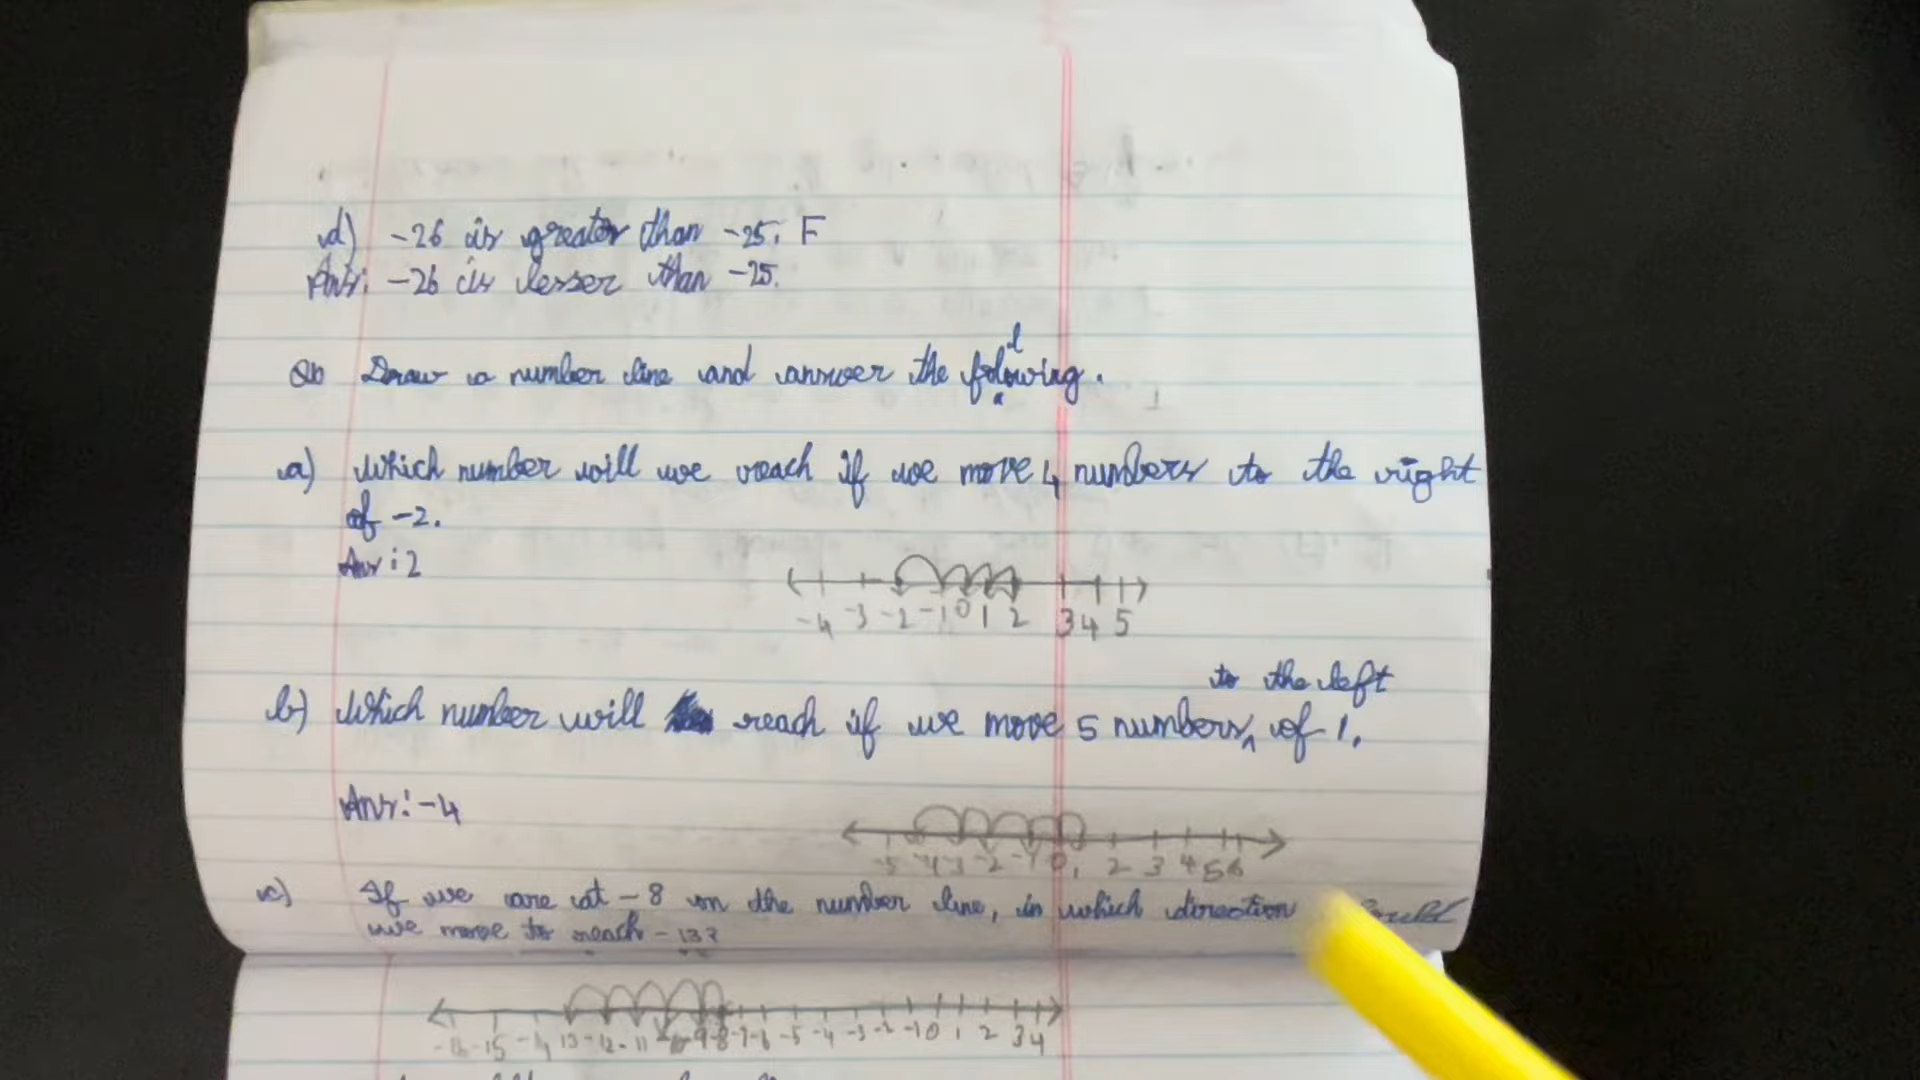 d) -26 is greater than -25. F
Ans: -26 is lesser than -25.
Draw a number line and answer the following.
a) Which number will we reach if we move 4 numbers to the right
of -2.
Ans: 2
-4 -3 -2 -1 0 1 2 3 4 5
to the left
b) Which number will reach if we move 5 numbers of 1.
Ans: -4
-5 -4 -3 -2 -1 0 1 2 3 4 5 6
c) If we are at -8 on the number line, in which direction should
we move to reach -13?
-16 -15 -14 13 -12 -11 -9 -8 -7 -6 -5 -4 -3 -2 -1 0 1 2 3 4